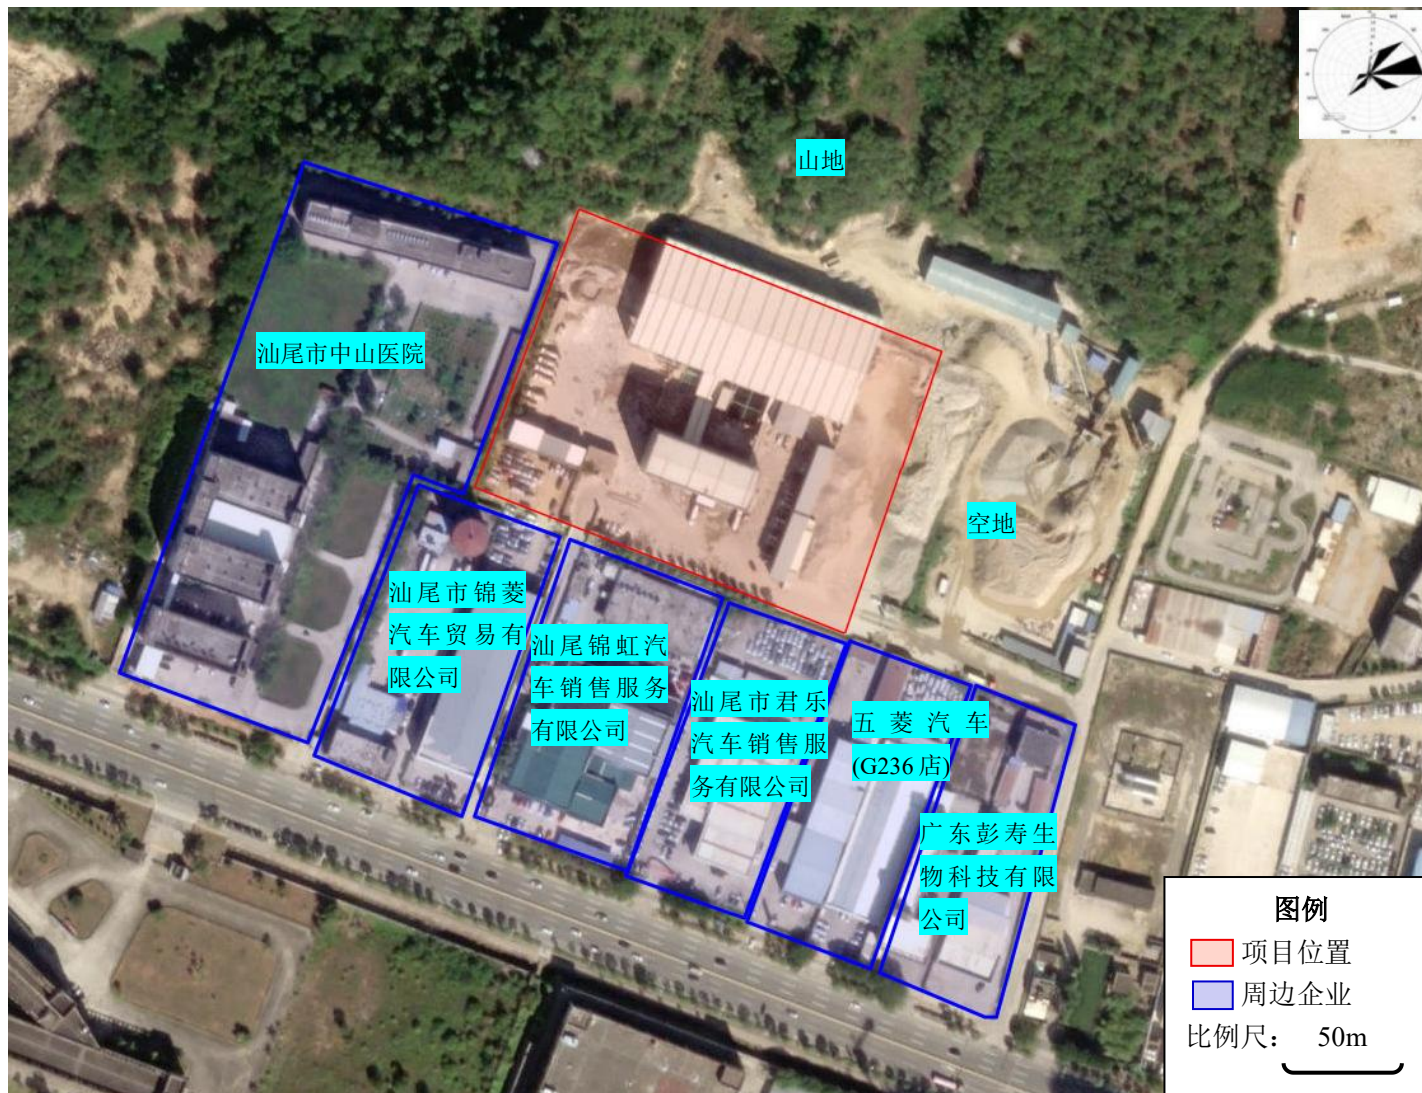 山地
汕尾市中山医院
空地
汕尾市锦菱
汽车贸易有
限公司
汕尾锦虹汽
车销售服务
有限公司
汕尾市君乐
汽车销售服
务有限公司
五菱汽车
(G236店)
广东彭寿生
物科技有限
公司
图例
项目位置
周边企业
比例尺： 50m